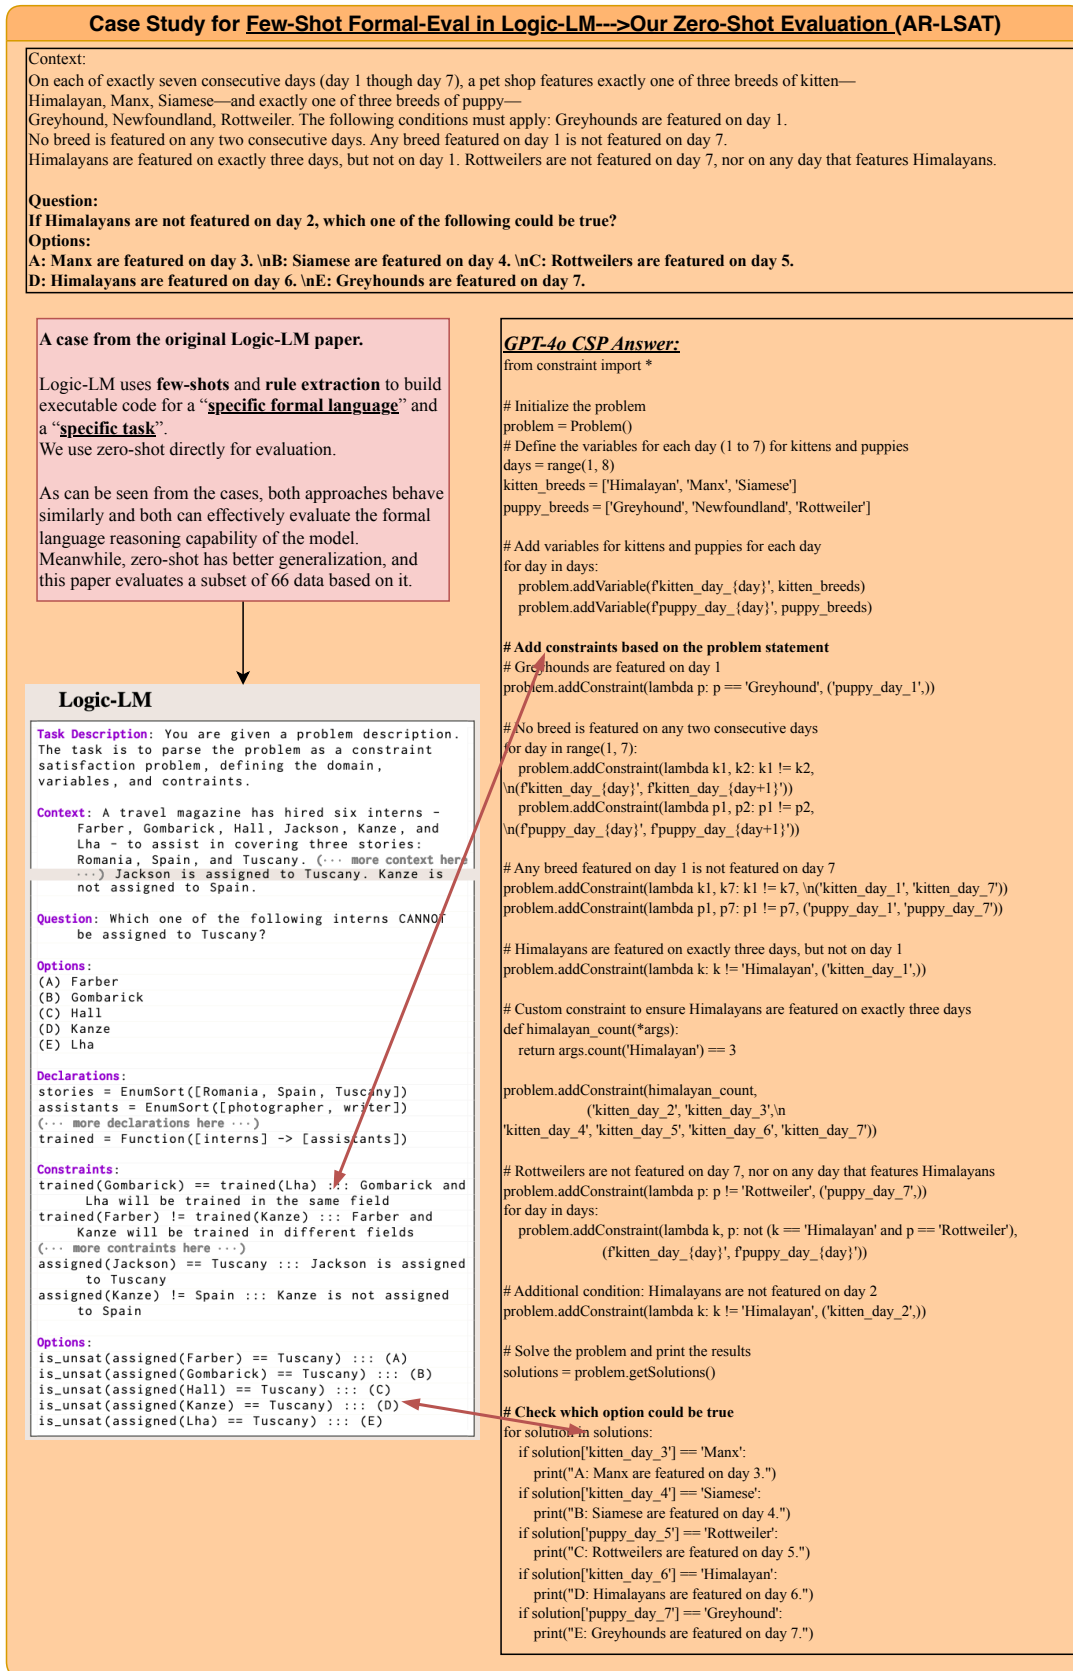 Case Study for Few-Shot Formal-Eval in Logic-LM--->Our Zero-Shot Evaluation (AR-LSAT)
Context:
On each of exactly seven consecutive days (day 1 though day 7), a pet shop features exactly one of three breeds of kitten—
Himalayan, Manx, Siamese—and exactly one of three breeds of puppy—
Greyhound, Newfoundland, Rottweiler. The following conditions must apply: Greyhounds are featured on day 1.
No breed is featured on any two consecutive days. Any breed featured on day 1 is not featured on day 7.
Himalayans are featured on exactly three days, but not on day 1. Rottweilers are not featured on day 7, nor on any day that features Himalayans.
Question:
If Himalayans are not featured on day 2, which one of the following could be true?
Options:
A: Manx are featured on day 3. \nB: Siamese are featured on day 4. \nC: Rottweilers are featured on day 5.
D: Himalayans are featured on day 6. \nE: Greyhounds are featured on day 7.
A case from the original Logic-LM paper.
Logic-LM uses few-shots and rule extraction to build
executable code for a “specific formal language” and
a “specific task”.
We use zero-shot directly for evaluation.
As can be seen from the cases, both approaches behave
similarly and both can effectively evaluate the formal
language reasoning capability of the model.
Meanwhile, zero-shot has better generalization, and
this paper evaluates a subset of 66 data based on it.
Logic-LM
Task Description: You are given a problem description.
The task is to parse the problem as a constraint
satisfaction problem, defining the domain,
variables, and contraints.
Context: A travel magazine has hired six interns –
Farber, Gombarick, Hall, Jackson, Kanze, and
Lha – to assist in covering three stories:
Romania, Spain, and Tuscany. (··· more context here
···) Jackson is assigned to Tuscany. Kanze is
not assigned to Spain.
Question: Which one of the following interns CANNOT
be assigned to Tuscany?
Options:
(A) Farber
(B) Gombarick
(C) Hall
(D) Kanze
(E) Lha
Declarations:
stories = EnumSort([Romania, Spain, Tuscany])
assistants = EnumSort([photographer, writer])
(··· more declarations here ···)
trained = Function([interns] -> [assistants])
Constraints:
trained(Gombarick) == trained(Lha) ::: Gombarick and
Lha will be trained in the same field
trained(Farber) != trained(Kanze) ::: Farber and
Kanze will be trained in different fields
(··· more contraints here ···)
assigned(Jackson) == Tuscany ::: Jackson is assigned
to Tuscany
assigned(Kanze) != Spain ::: Kanze is not assigned
to Spain
Options:
is_unsat(assigned(Farber) == Tuscany) ::: (A)
is_unsat(assigned(Gombarick) == Tuscany) ::: (B)
is_unsat(assigned(Hall) == Tuscany) ::: (C)
is_unsat(assigned(Kanze) == Tuscany) ::: (D)
is_unsat(assigned(Lha) == Tuscany) ::: (E)
GPT-4o CSP Answer:
from constraint import *
# Initialize the problem
problem = Problem()
# Define the variables for each day (1 to 7) for kittens and puppies
days = range(1, 8)
kitten_breeds = ['Himalayan', 'Manx', 'Siamese']
puppy_breeds = ['Greyhound', 'Newfoundland', 'Rottweiler']
# Add variables for kittens and puppies for each day
for day in days:
problem.addVariable(f'kitten_day_{day}', kitten_breeds)
problem.addVariable(f'puppy_day_{day}', puppy_breeds)
# Add constraints based on the problem statement
# Greyhounds are featured on day 1
problem.addConstraint(lambda p: p == 'Greyhound', ('puppy_day_1',))
# No breed is featured on any two consecutive days
for day in range(1, 7):
problem.addConstraint(lambda k1, k2: k1 != k2,
\n(f'kitten_day_{day}', f'kitten_day_{day+1}'))
problem.addConstraint(lambda p1, p2: p1 != p2,
\n(f'puppy_day_{day}', f'puppy_day_{day+1}'))
# Any breed featured on day 1 is not featured on day 7
problem.addConstraint(lambda k1, k7: k1 != k7, \n('kitten_day_1', 'kitten_day_7'))
problem.addConstraint(lambda p1, p7: p1 != p7, ('puppy_day_1', 'puppy_day_7'))
# Himalayans are featured on exactly three days, but not on day 1
problem.addConstraint(lambda k: k != 'Himalayan', ('kitten_day_1',))
# Custom constraint to ensure Himalayans are featured on exactly three days
def himalayan_count(*args):
return args.count('Himalayan') == 3
problem.addConstraint(himalayan_count,
('kitten_day_2', 'kitten_day_3',\n
'kitten_day_4', 'kitten_day_5', 'kitten_day_6', 'kitten_day_7'))
# Rottweilers are not featured on day 7, nor on any day that features Himalayans
problem.addConstraint(lambda p: p != 'Rottweiler', ('puppy_day_7',))
for day in days:
problem.addConstraint(lambda k, p: not (k == 'Himalayan' and p == 'Rottweiler'),
(f'kitten_day_{day}', f'puppy_day_{day}'))
# Additional condition: Himalayans are not featured on day 2
problem.addConstraint(lambda k: k != 'Himalayan', ('kitten_day_2',))
# Solve the problem and print the results
solutions = problem.getSolutions()
# Check which option could be true
for solution in solutions:
if solution['kitten_day_3'] == 'Manx':
print("A: Manx are featured on day 3.")
if solution['kitten_day_4'] == 'Siamese':
print("B: Siamese are featured on day 4.")
if solution['puppy_day_5'] == 'Rottweiler':
print("C: Rottweilers are featured on day 5.")
if solution['kitten_day_6'] == 'Himalayan':
print("D: Himalayans are featured on day 6.")
if solution['puppy_day_7'] == 'Greyhound':
print("E: Greyhounds are featured on day 7.")